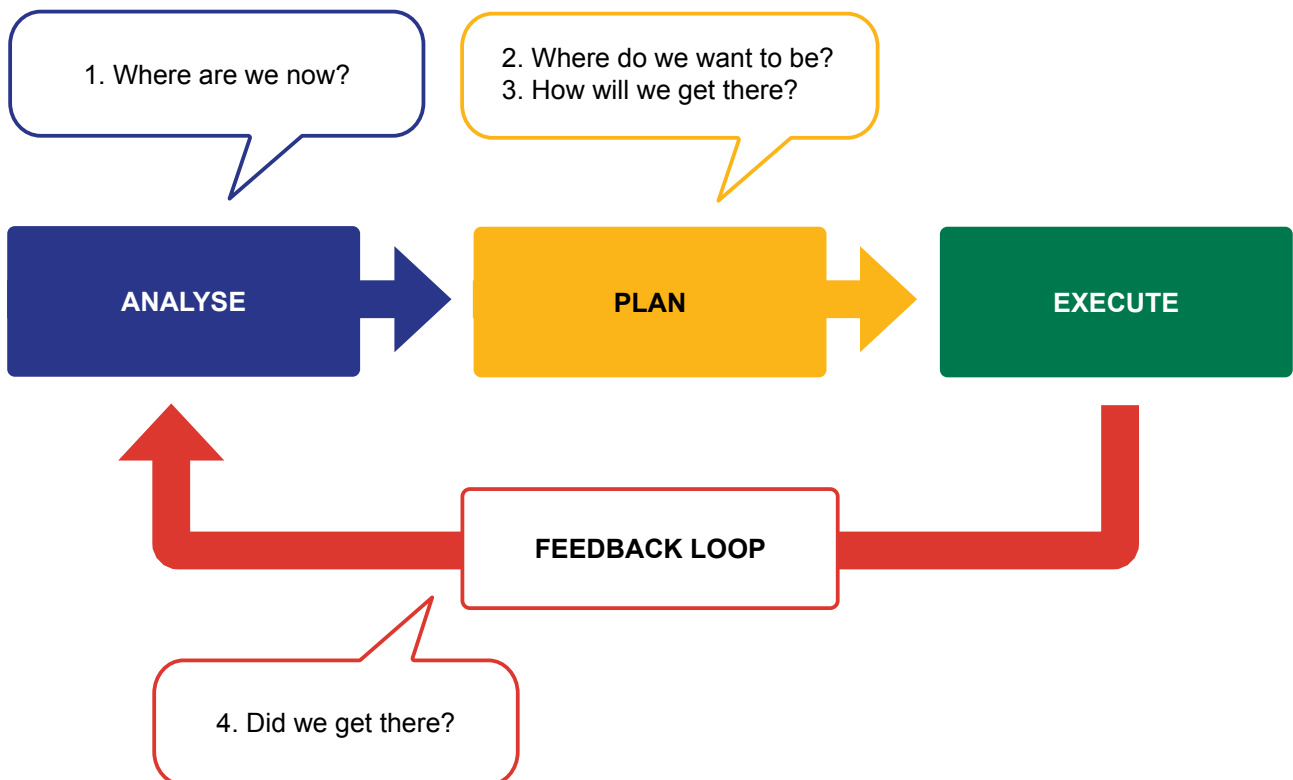 1. Where are we now?
2. Where do we want to be?
3. How will we get there?
ANALYSE
PLAN
EXECUTE
FEEDBACK LOOP
4. Did we get there?